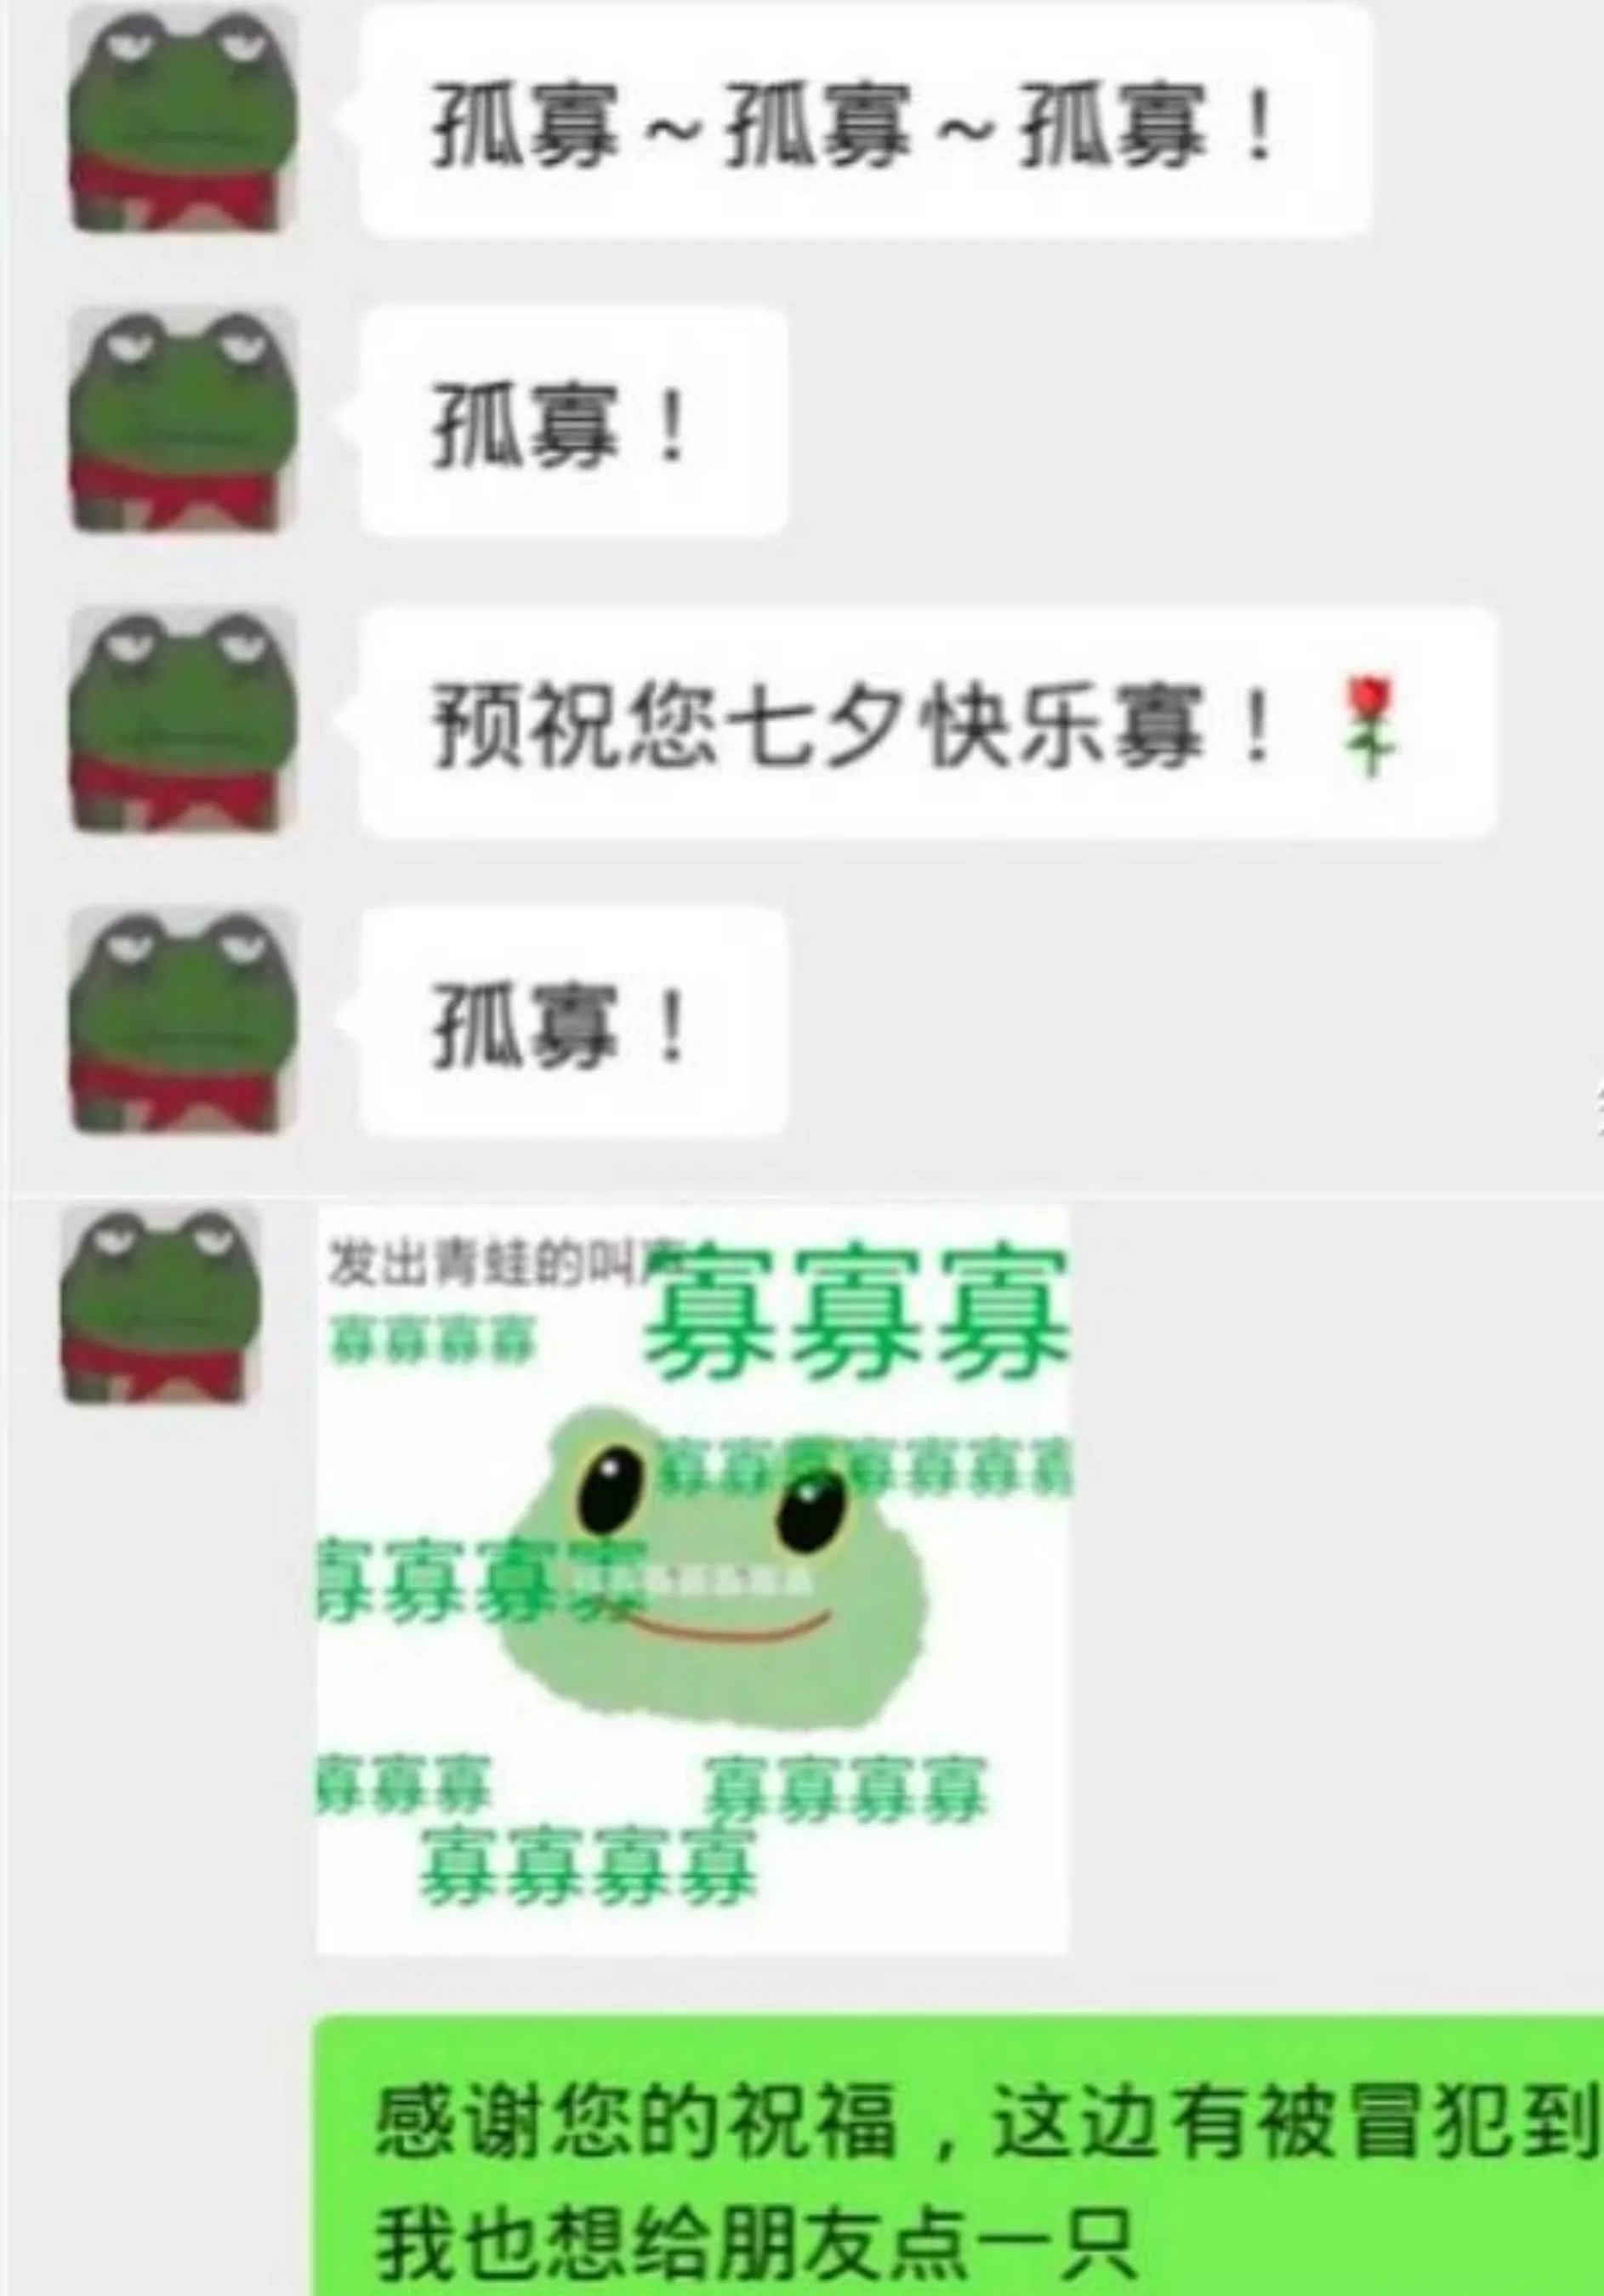 孤寡~孤寡~孤寡！
孤寡！
预祝您七夕快乐寡！🌹
孤寡！
发出青蛙的叫声
寡寡寡
寡寡寡寡
寡寡寡寡寡寡寡
寡寡寡寡
寡寡寡
寡寡寡寡
寡寡寡寡
感谢您的祝福，这边有被冒犯到
我也想给朋友点一只